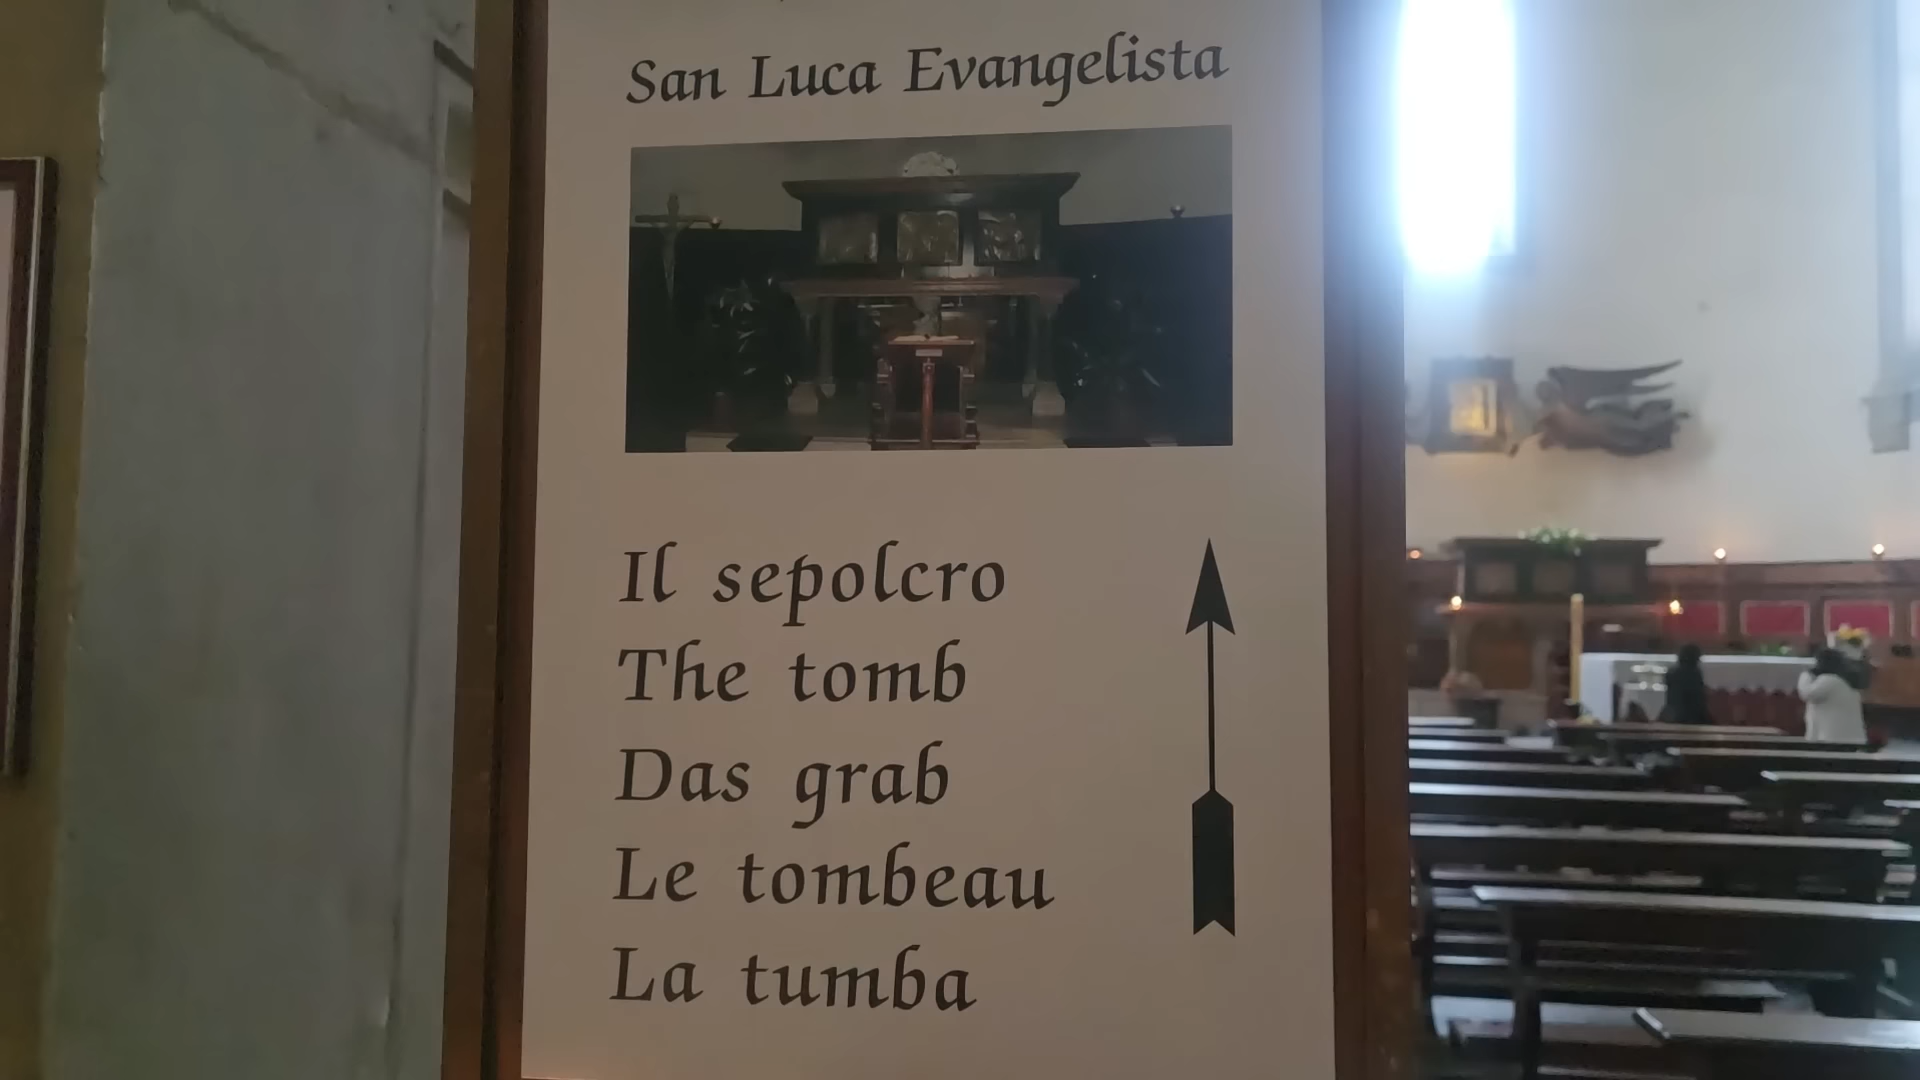 San Luca Evangelista
Il sepolcro
The tomb
Das grab
Le tombeau
La tumba